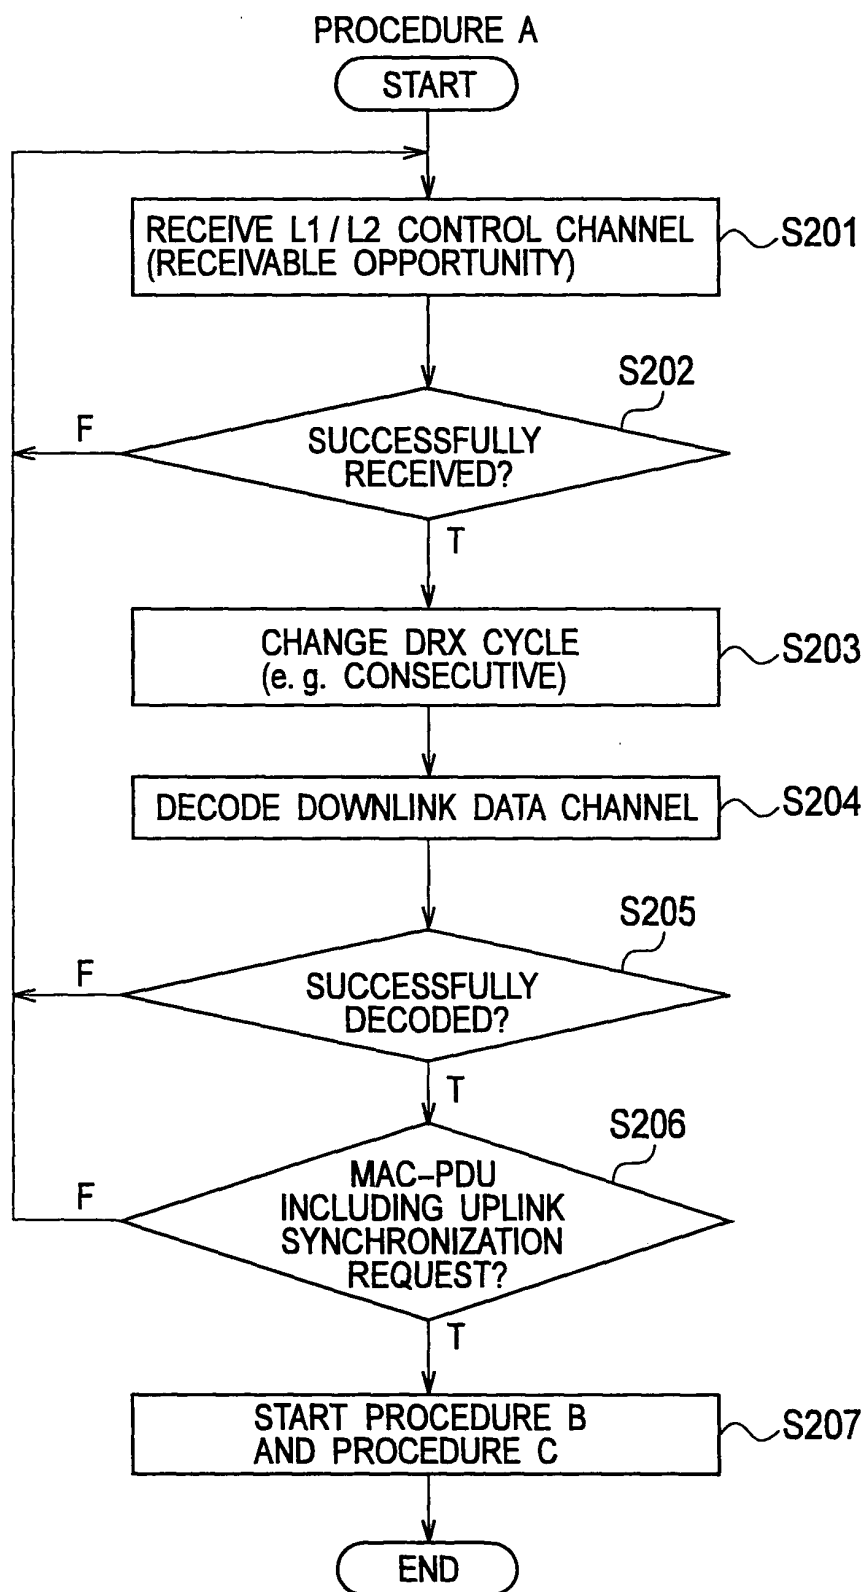 PROCEDURE A
START
RECEIVE L1 / L2 CONTROL CHANNEL
(RECEIVABLE OPPORTUNITY)
S201
S202
F
SUCCESSFULLY
RECEIVED?
T
CHANGE DRX CYCLE
(e. g. CONSECUTIVE)
S203
DECODE DOWNLINK DATA CHANNEL
S204
S205
F
SUCCESSFULLY
DECODED?
T
S206
F
MAC-PDU
INCLUDING UPLINK
SYNCHRONIZATION
REQUEST?
T
START PROCEDURE B
AND PROCEDURE C
S207
END